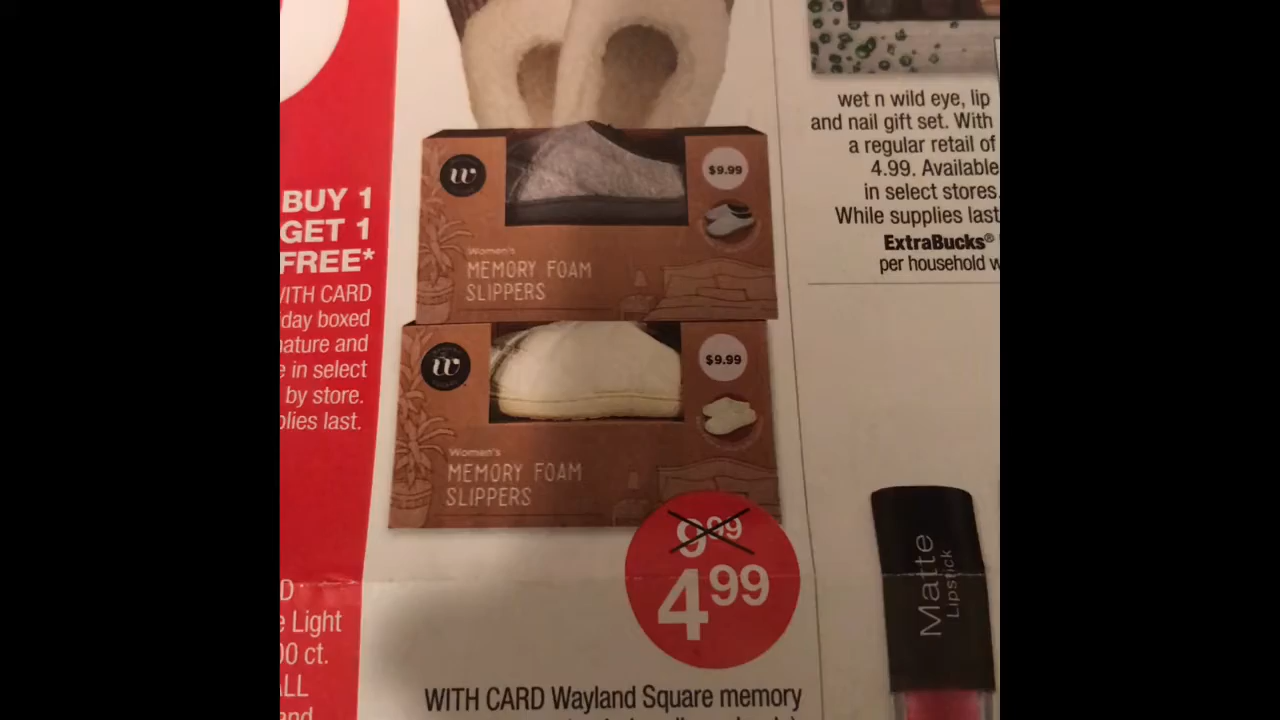 BUY 1
GET 1
FREE*
WITH CARD
day boxed
nature and
e in select
by store.
plies last.
D
e Light
00 ct.
ALL
and
w
$9.99
Women's
MEMORY FOAM
SLIPPERS
w
$9.99
Women's
MEMORY FOAM
SLIPPERS
9.99
4.99
WITH CARD Wayland Square memory
wet n wild eye, lip
and nail gift set. With
a regular retail of
4.99. Available
in select stores.
While supplies last
ExtraBucks®
per household w
Matte
Lipstick